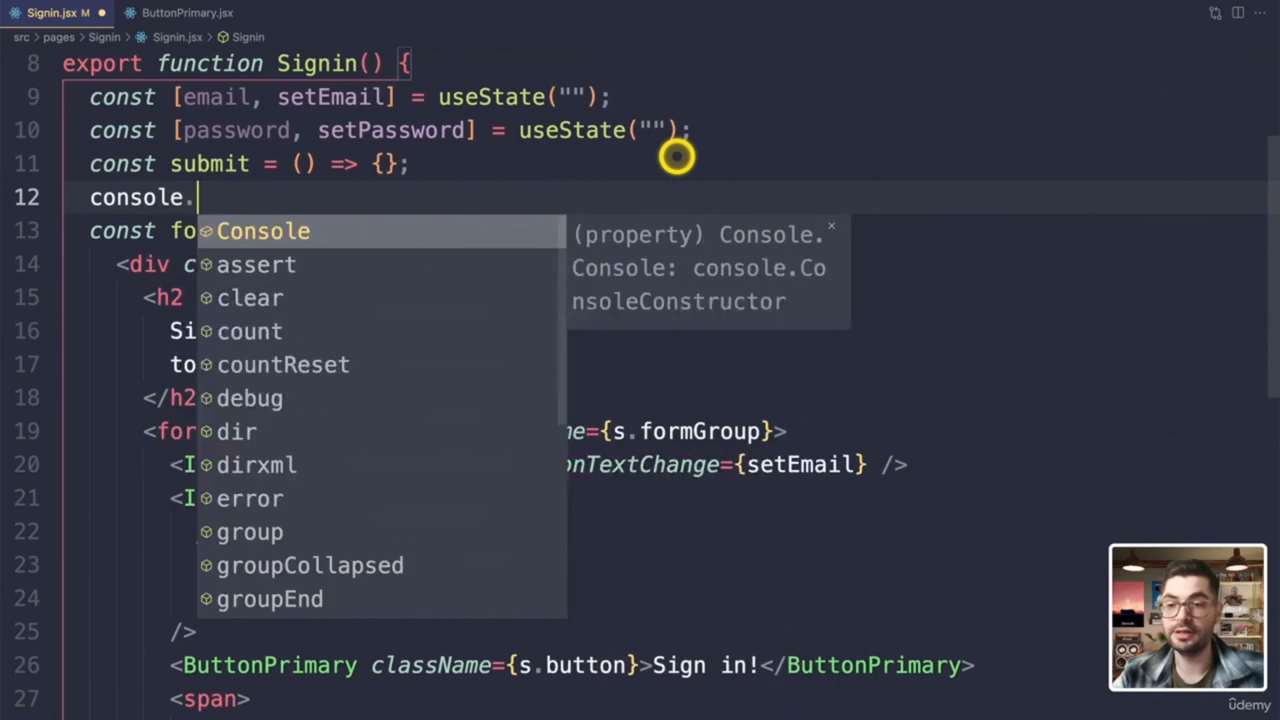 Signin.jsx M
ButtonPrimary.jsx
src > pages > Signin > Signin.jsx > Signin
8 export function Signin() {
9 const [email, setEmail] = useState("");
10 const [password, setPassword] = useState("");
11 const submit = () => {};
12 console.
13 const fo
14 <div c
15 <h2
16 Si
17 to
18 </h2
19 <for me={s.formGroup}>
20 <I onTextChange={setEmail} />
21 <I
22
23
24
25 />
26 <ButtonPrimary className={s.button}>Sign in!</ButtonPrimary>
27 <span>
Console
assert
clear
count
countReset
debug
dir
dirxml
error
group
groupCollapsed
groupEnd
(property) Console.
Console: console.Co
nsoleConstructor
udemy